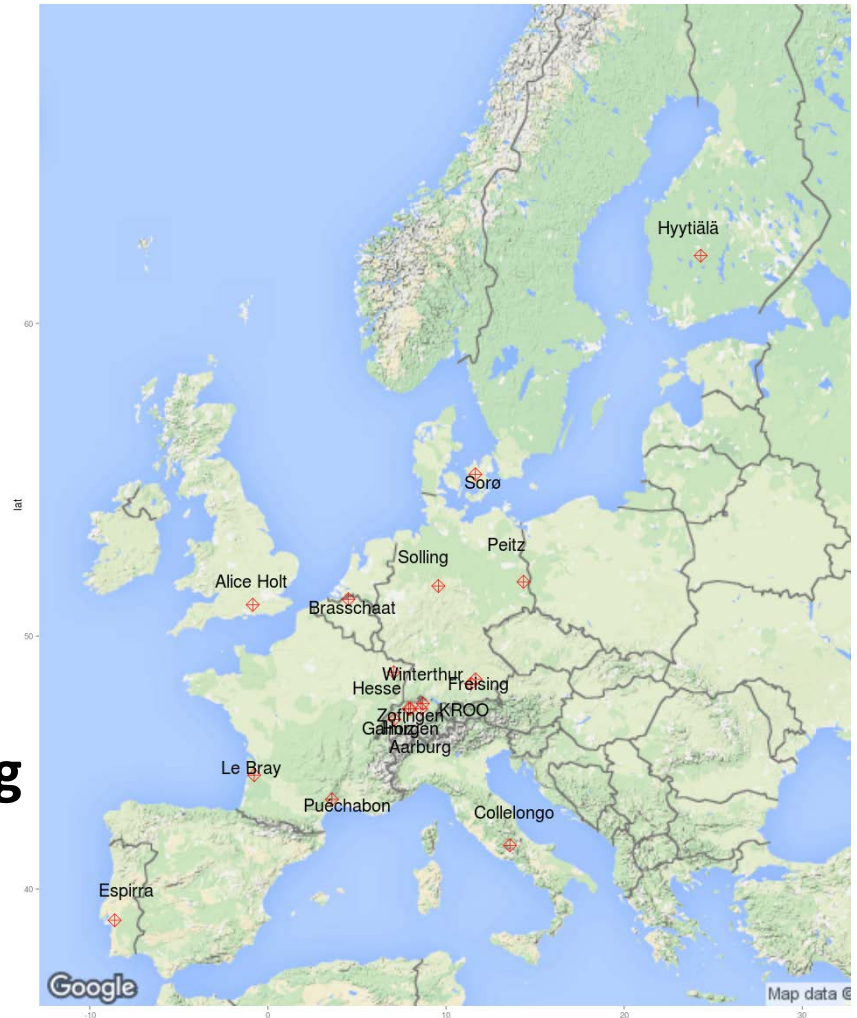 Hyytiälä
60
lat
Sorø
Peitz
Solling
Alice Holt
Brasschaat
50
Winterthur
Freising
Hesse
KROO
Zofingen
Aarburg
g
Le Bray
Puéchabon
Collelongo
40
Espirra
Google
Map data ©
-10 0 10 20 30